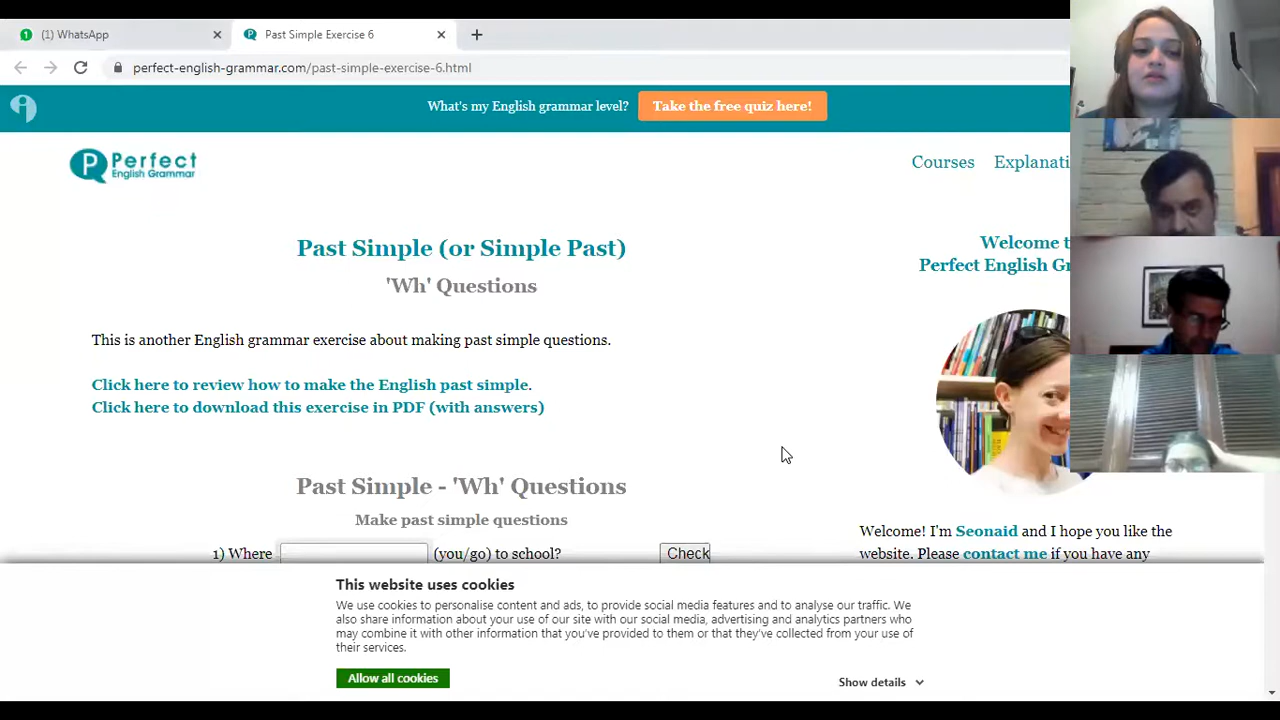 (1) WhatsApp
Past Simple Exercise 6
perfect-english-grammar.com/past-simple-exercise-6.html
What's my English grammar level?
Take the free quiz here!
Perfect
English Grammar
Courses
Explanati
Past Simple (or Simple Past)
'Wh' Questions
Welcome t
Perfect English Gr
This is another English grammar exercise about making past simple questions.
Click here to review how to make the English past simple.
Click here to download this exercise in PDF (with answers)
Past Simple - 'Wh' Questions
Make past simple questions
1) Where (you/go) to school?
Check
Welcome! I'm Seonaid and I hope you like the
website. Please contact me if you have any
This website uses cookies
We use cookies to personalise content and ads, to provide social media features and to analyse our traffic. We
also share information about your use of our site with our social media, advertising and analytics partners who
may combine it with other information that you've provided to them or that they've collected from your use of
their services.
Allow all cookies
Show details